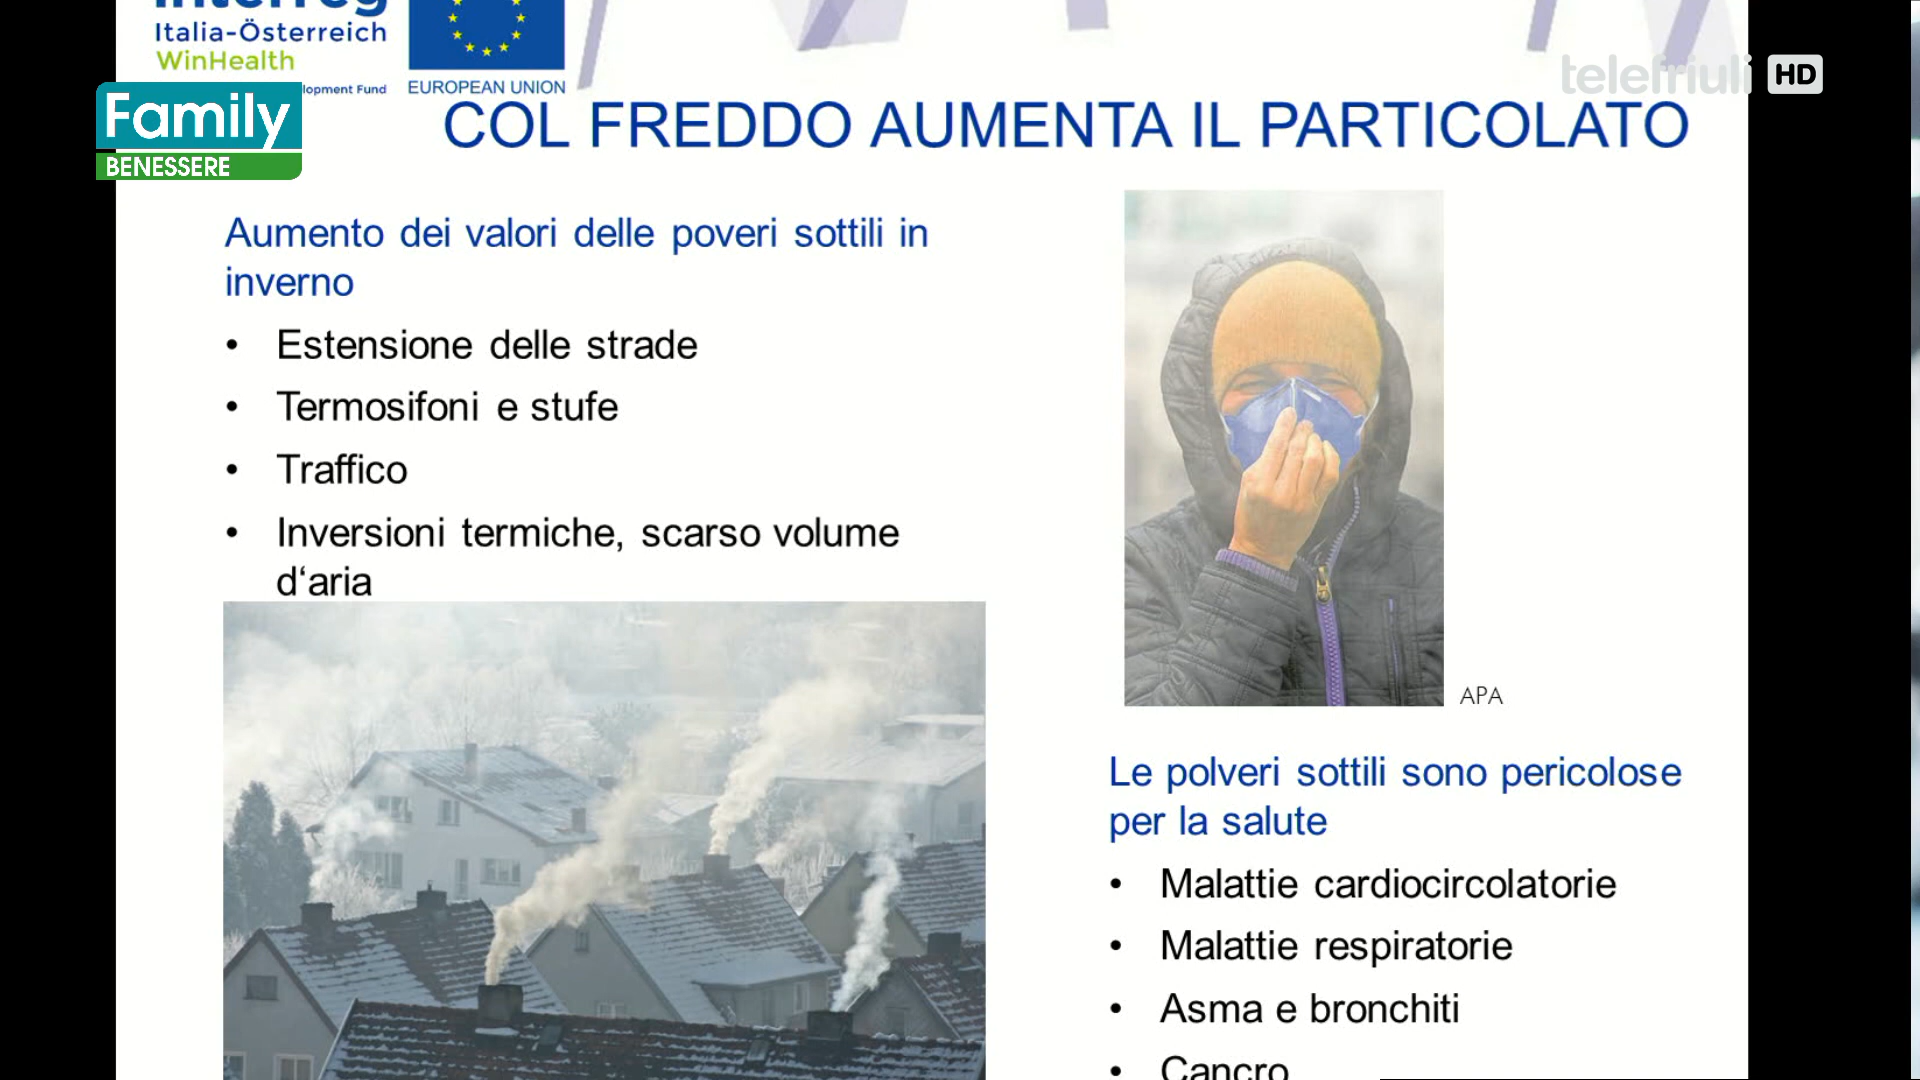 Interreg
Italia-Österreich
WinHealth
lopment Fund
EUROPEAN UNION
Family
BENESSERE
telefriuli HD
COL FREDDO AUMENTA IL PARTICOLATO
Aumento dei valori delle poveri sottili in
inverno
• Estensione delle strade
• Termosifoni e stufe
• Traffico
• Inversioni termiche, scarso volume
d‘aria
APA
Le polveri sottili sono pericolose
per la salute
• Malattie cardiocircolatorie
• Malattie respiratorie
• Asma e bronchiti
• Cancro